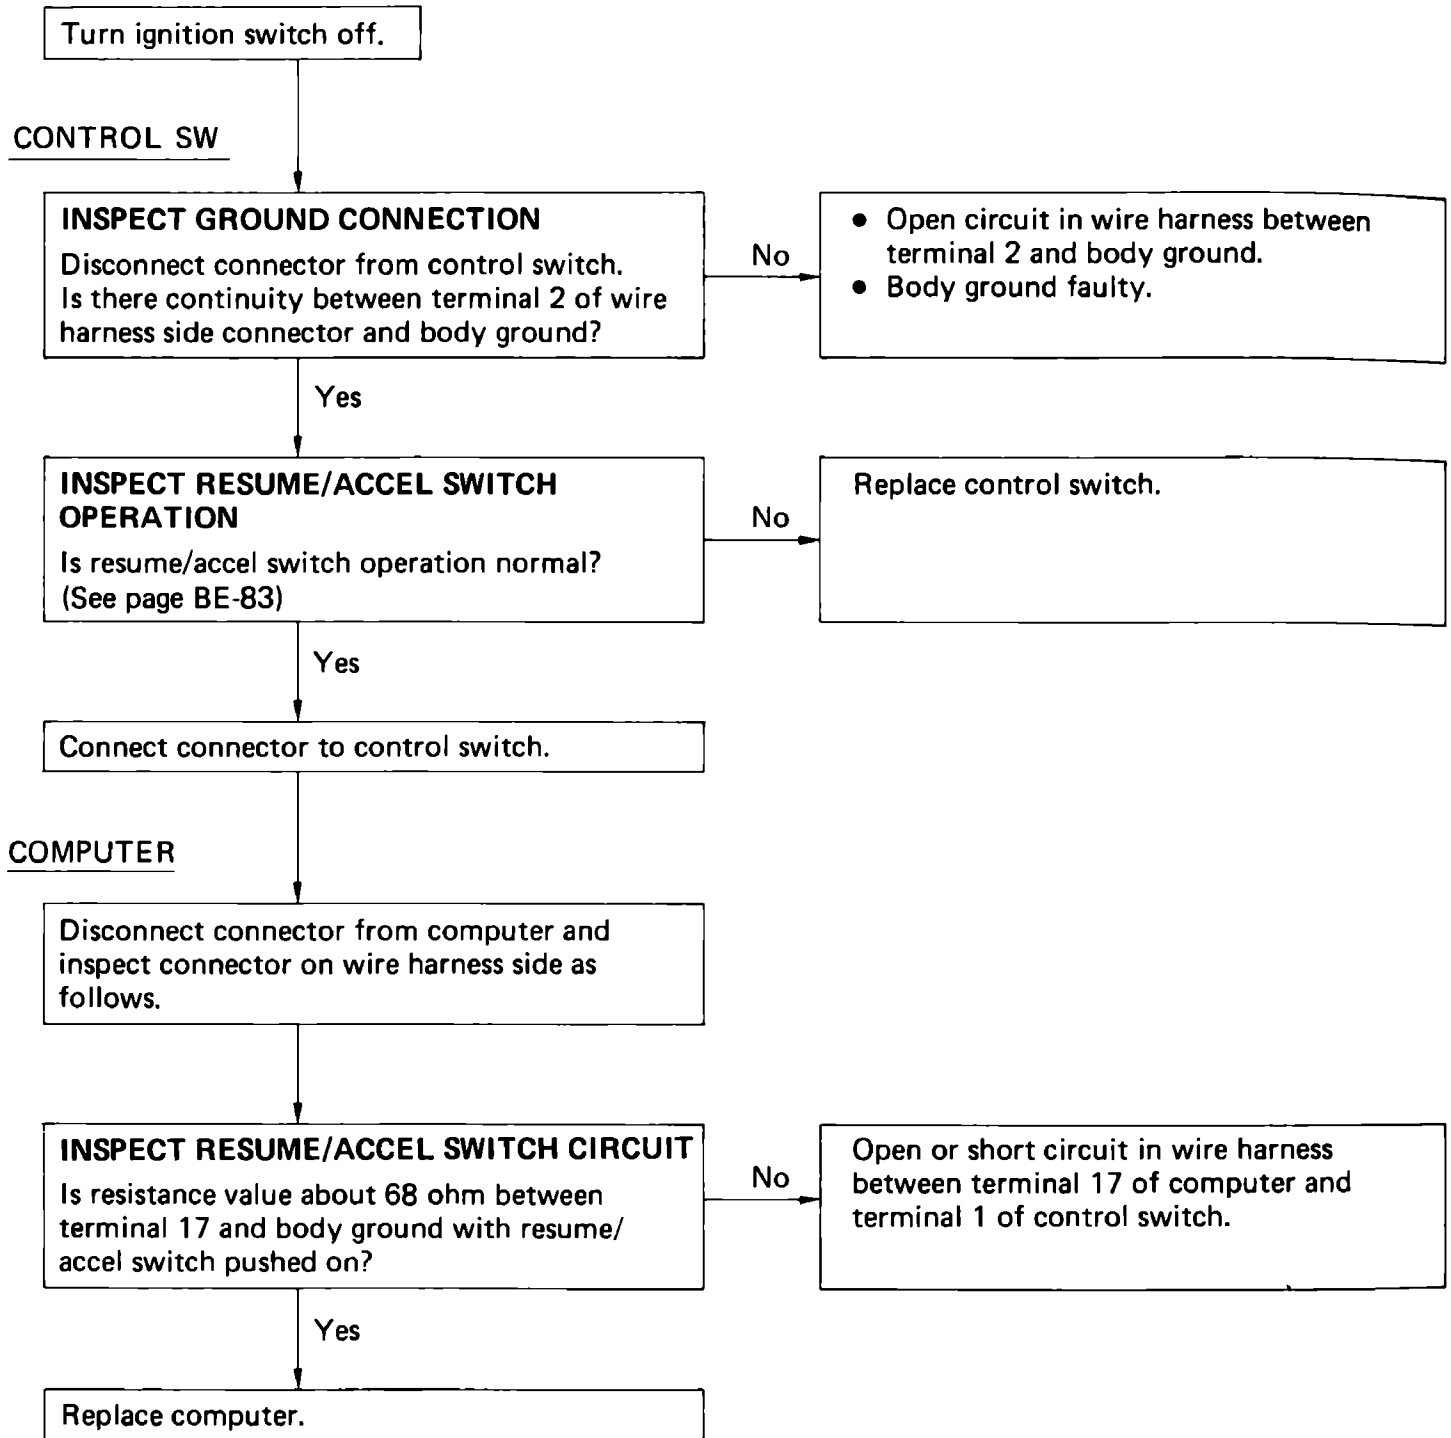 Turn ignition switch off.
CONTROL SW
INSPECT GROUND CONNECTION
Disconnect connector from control switch.
Is there continuity between terminal 2 of wire
harness side connector and body ground?
No
• Open circuit in wire harness between
terminal 2 and body ground.
• Body ground faulty.
Yes
INSPECT RESUME/ACCEL SWITCH
OPERATION
Is resume/accel switch operation normal?
(See page BE-83)
No
Replace control switch.
Yes
Connect connector to control switch.
COMPUTER
Disconnect connector from computer and
inspect connector on wire harness side as
follows.
INSPECT RESUME/ACCEL SWITCH CIRCUIT
Is resistance value about 68 ohm between
terminal 17 and body ground with resume/
accel switch pushed on?
No
Open or short circuit in wire harness
between terminal 17 of computer and
terminal 1 of control switch.
Yes
Replace computer.